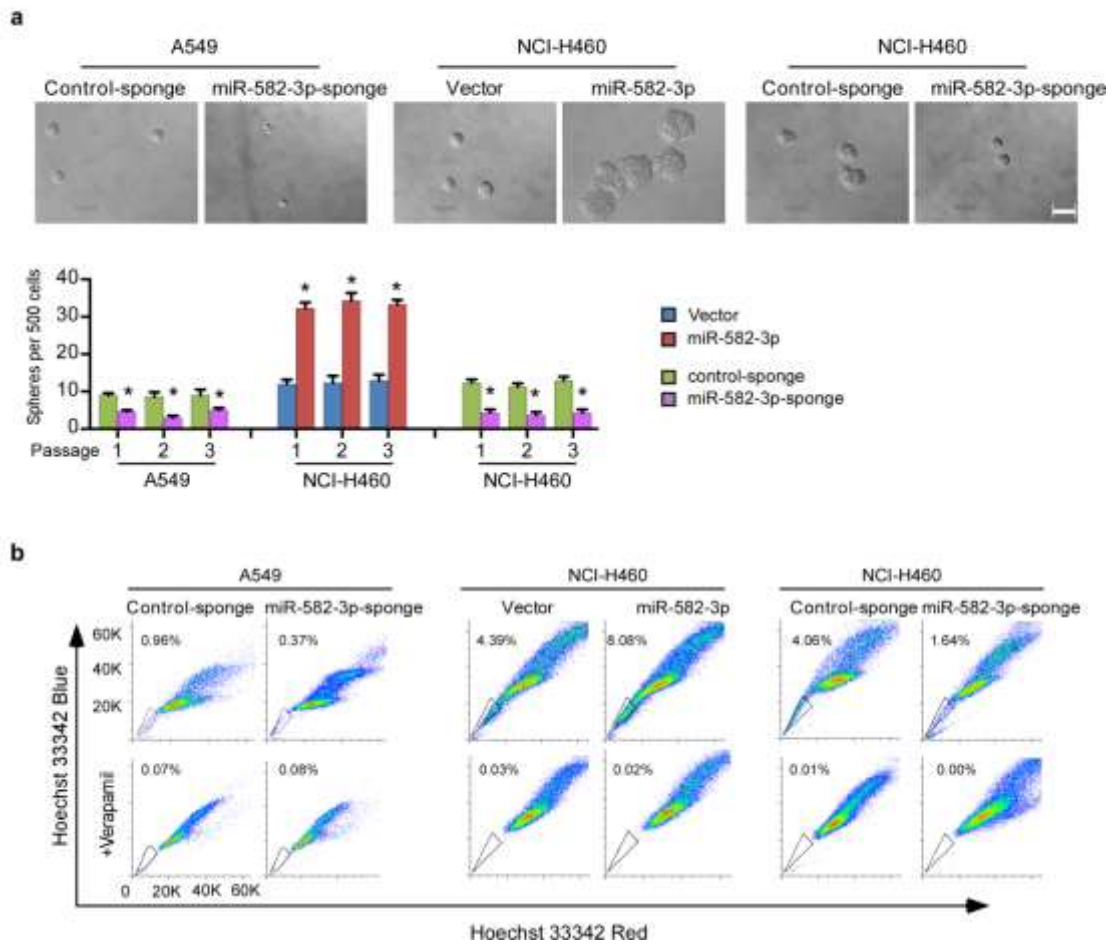 a
A549 NCI-H460 NCI-H460
Control-sponge miR-582-3p-sponge Vector miR-582-3p Control-sponge miR-582-3p-sponge
Spheres per 500 cells
40
30
20
10
0
* * * * * * * * *
Vector
miR-582-3p
control-sponge
miR-582-3p-sponge
Passage 1 2 3 1 2 3 1 2 3
A549 NCI-H460 NCI-H460
b
A549 NCI-H460 NCI-H460
Control-sponge miR-582-3p-sponge Vector miR-582-3p Control-sponge miR-582-3p-sponge
Hoechst 33342 Blue
60K
40K
20K
0.96% 0.37% 4.39% 8.08% 4.06% 1.64%
+Verapamil
0.07% 0.08% 0.03% 0.02% 0.01% 0.00%
0 20K 40K 60K
Hoechst 33342 Red